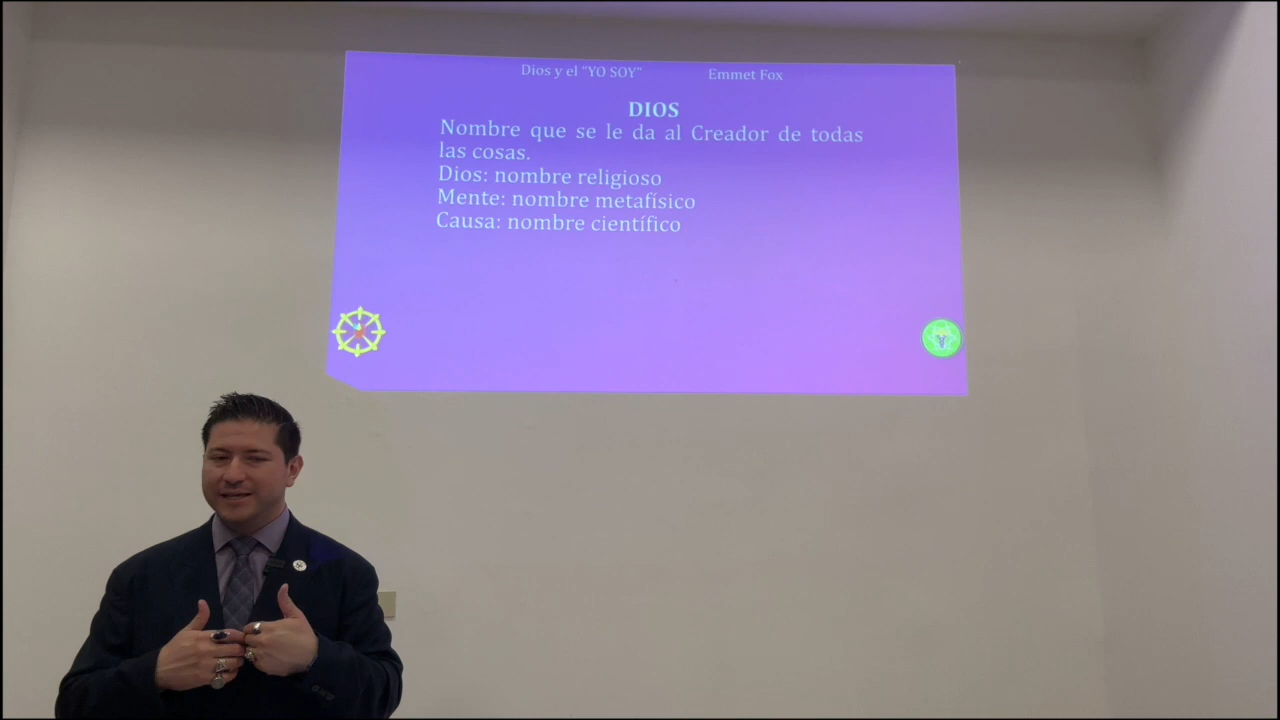 Dios y el "YO SOY" Emmet Fox
DIOS
Nombre que se le da al Creador de todas
las cosas.
Dios: nombre religioso
Mente: nombre metafísico
Causa: nombre científico